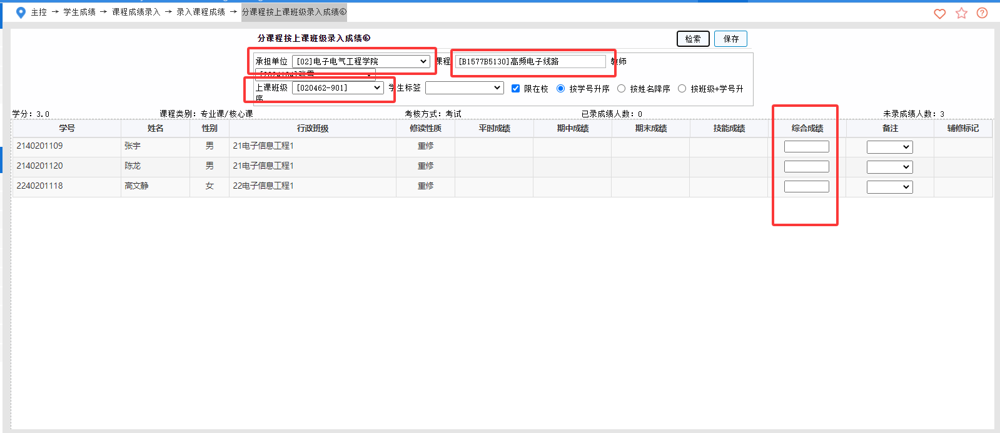 主控 → 学生成绩 → 课程成绩录入 → 录入课程成绩 → 分课程按上课班级录入成绩⑥
分课程按上课班级录入成绩⑥ 检索 保存
承担单位 [02]电子电气工程学院 课程 [B1577B5130]高频电子线路 教师
[2024104]张雪
上课班级 [020462-901] 学生标签 限在校 按学号升序 按姓名降序 按班级+学号升
序
学分：3.0 课程类别：专业课/核心课 考核方式：考试 已录成绩人数：0 未录成绩人数：3
学号 姓名 性别 行政班级 修读性质 平时成绩 期中成绩 期末成绩 技能成绩 综合成绩 备注 辅修标记
2140201109 张宇 男 21电子信息工程1 重修
2140201120 陈龙 男 21电子信息工程1 重修
2240201118 高文静 女 22电子信息工程1 重修